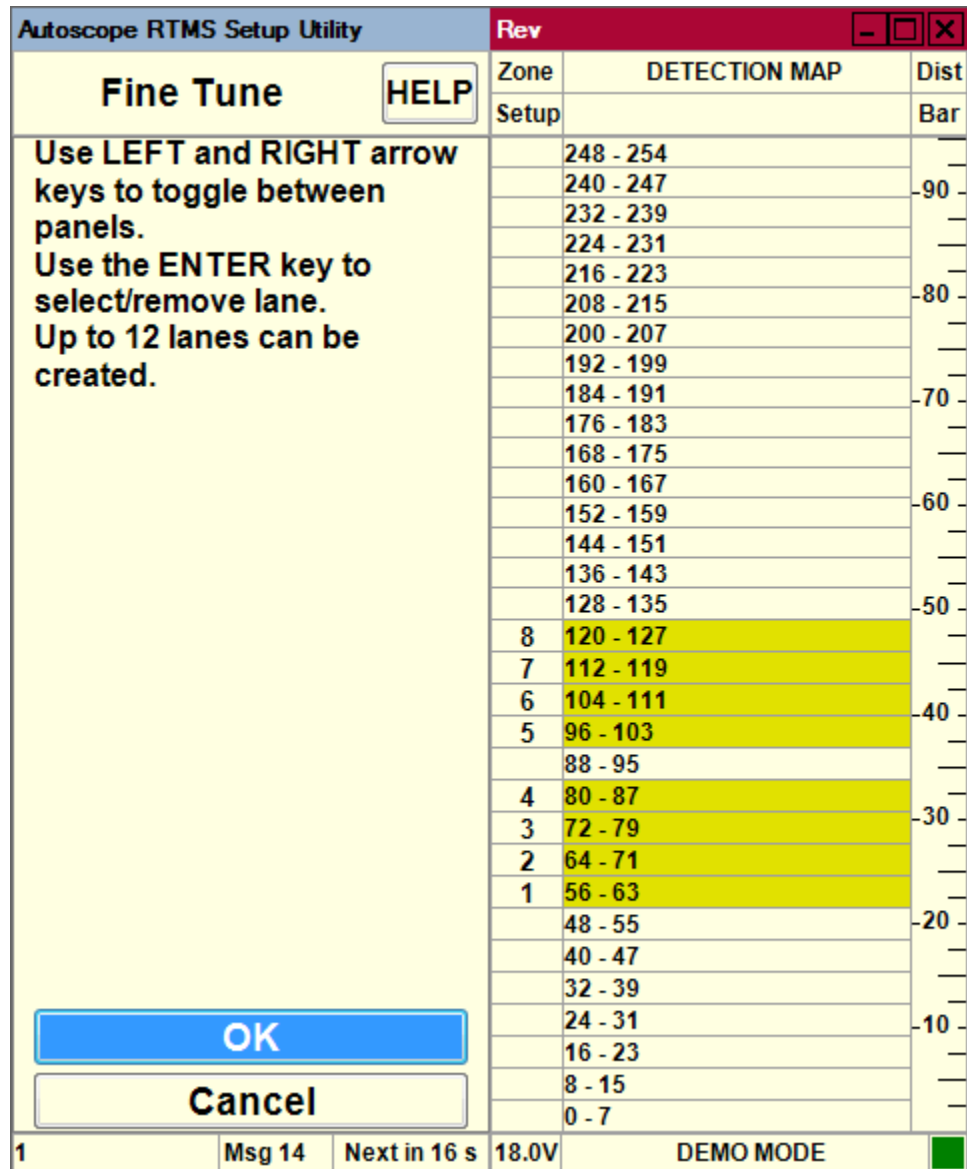 Autoscope RTMS Setup Utility
Rev
Fine Tune
HELP
Zone DETECTION MAP Dist
Setup Bar
Use LEFT and RIGHT arrow
keys to toggle between
panels.
Use the ENTER key to
select/remove lane.
Up to 12 lanes can be
created.
OK
Cancel
248 - 254
240 - 247
-90 -
232 - 239
224 - 231
216 - 223
208 - 215
-80 -
200 - 207
192 - 199
184 - 191
-70 -
176 - 183
168 - 175
160 - 167
-60 -
152 - 159
144 - 151
136 - 143
128 - 135
-50 -
8 120 - 127
7 112 - 119
6 104 - 111
-40 -
5 96 - 103
88 - 95
4 80 - 87
-30 -
3 72 - 79
2 64 - 71
1 56 - 63
48 - 55
-20 -
40 - 47
32 - 39
24 - 31
-10 -
16 - 23
8 - 15
0 - 7
1 Msg 14 Next in 16 s 18.0V DEMO MODE